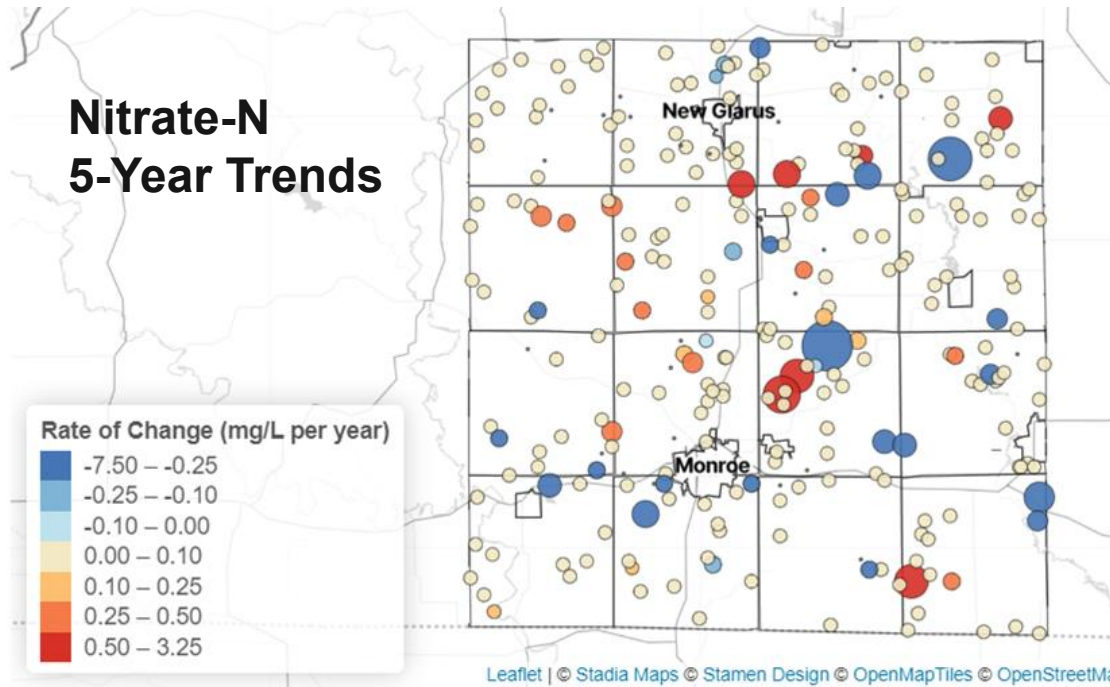 Nitrate-N
5-Year Trends
New Glarus
Monroe
Rate of Change (mg/L per year)
-7.50 – -0.25
-0.25 – -0.10
-0.10 – 0.00
0.00 – 0.10
0.10 – 0.25
0.25 – 0.50
0.50 – 3.25
Leaflet | © Stadia Maps © Stamen Design © OpenMapTiles © OpenStreetMa